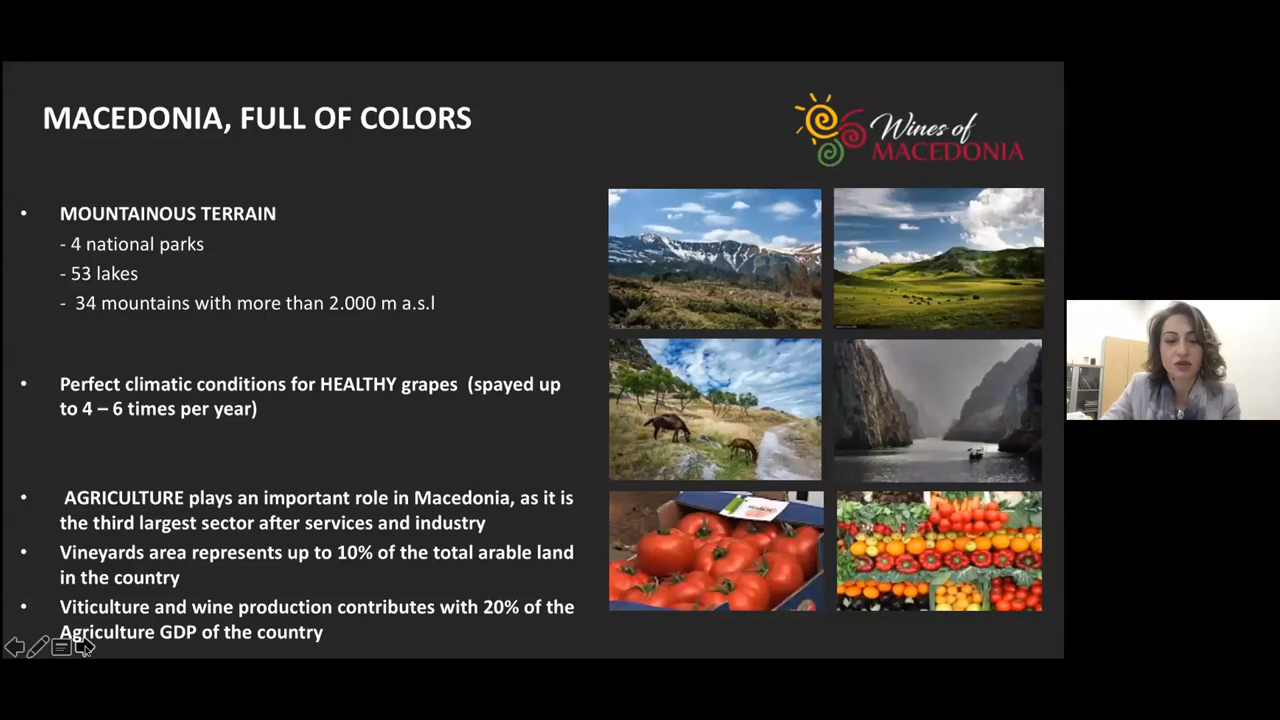 MACEDONIA, FULL OF COLORS
Wines of
MACEDONIA
• MOUNTAINOUS TERRAIN
- 4 national parks
- 53 lakes
- 34 mountains with more than 2.000 m a.s.l
• Perfect climatic conditions for HEALTHY grapes (spayed up
to 4 – 6 times per year)
• AGRICULTURE plays an important role in Macedonia, as it is
the third largest sector after services and industry
• Vineyards area represents up to 10% of the total arable land
in the country
• Viticulture and wine production contributes with 20% of the
Agriculture GDP of the country